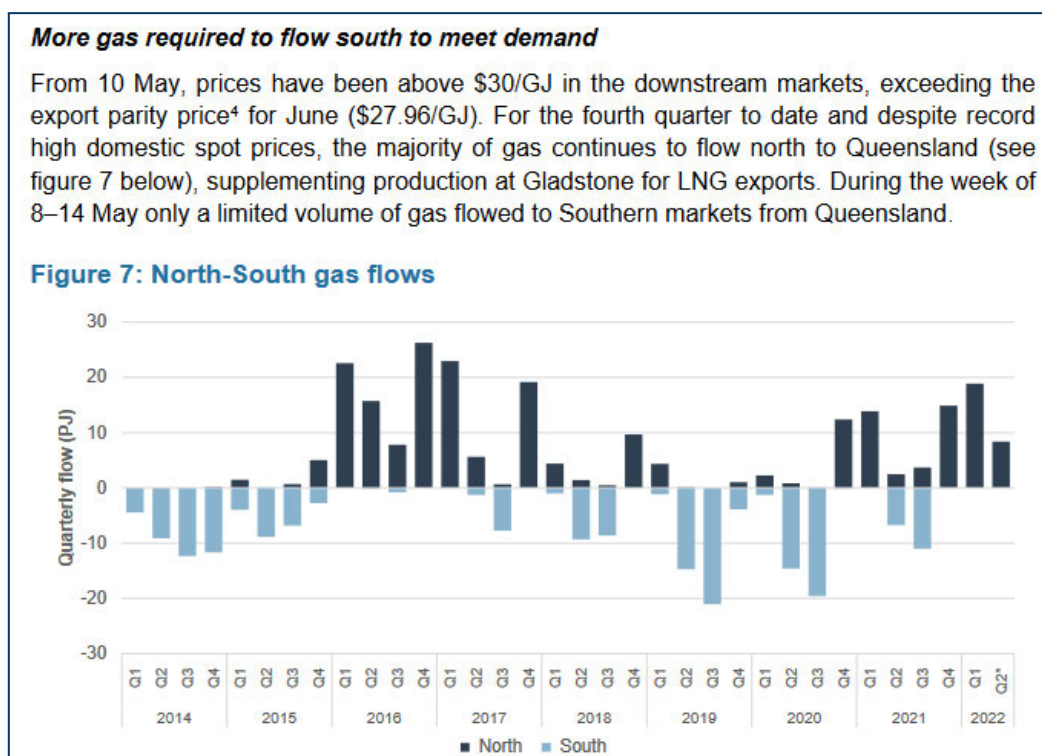 More gas required to flow south to meet demand
From 10 May, prices have been above $30/GJ in the downstream markets, exceeding the
export parity price⁴ for June ($27.96/GJ). For the fourth quarter to date and despite record
high domestic spot prices, the majority of gas continues to flow north to Queensland (see
figure 7 below), supplementing production at Gladstone for LNG exports. During the week of
8–14 May only a limited volume of gas flowed to Southern markets from Queensland.
Figure 7: North-South gas flows
Quarterly flow (PJ)
30
20
10
0
-10
-20
-30
Q1 Q2 Q3 Q4 Q1 Q2 Q3 Q4 Q1 Q2 Q3 Q4 Q1 Q2 Q3 Q4 Q1 Q2 Q3 Q4 Q1 Q2 Q3 Q4 Q1 Q2 Q3 Q4 Q1 Q2 Q3 Q4 Q1 Q2*
2014 2015 2016 2017 2018 2019 2020 2021 2022
North South